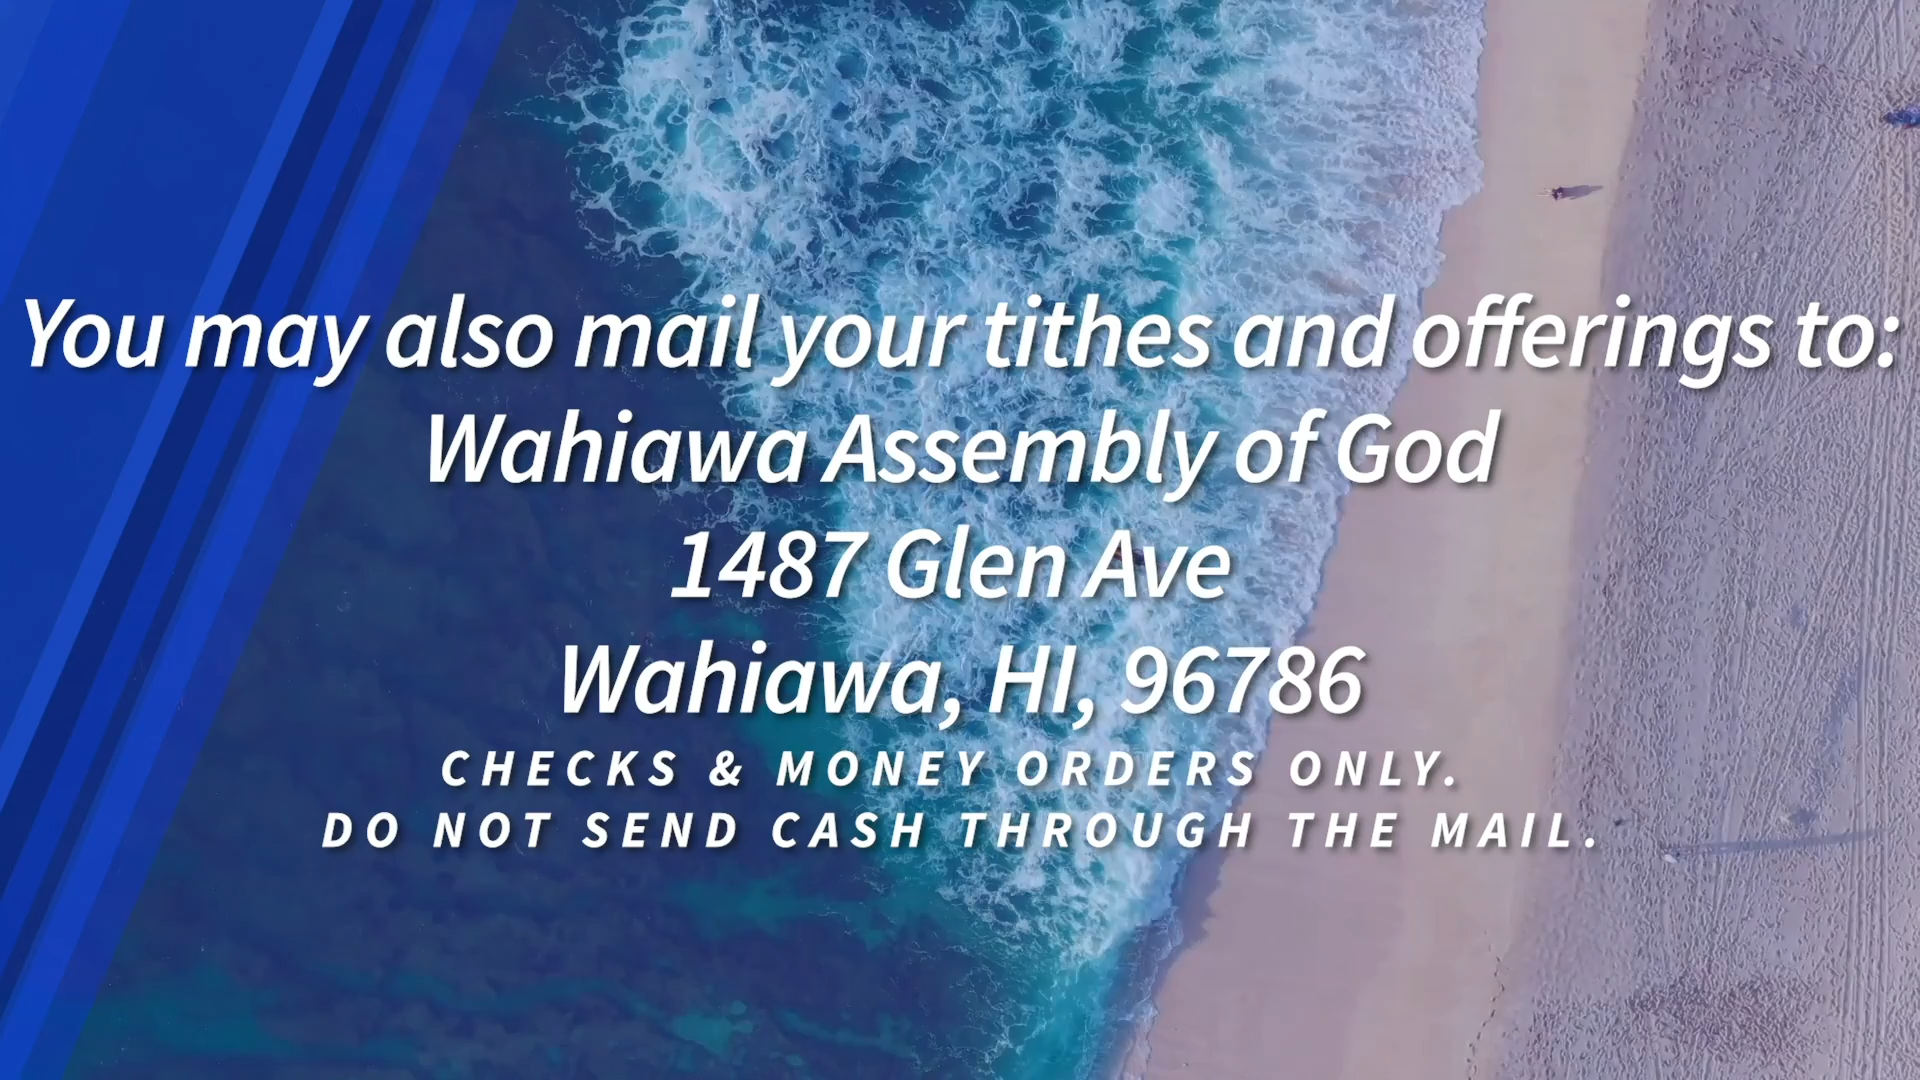 You may also mail your tithes and offerings to:
Wahiawa Assembly of God
1487 Glen Ave
Wahiawa, HI, 96786
CHECKS & MONEY ORDERS ONLY.
DO NOT SEND CASH THROUGH THE MAIL.